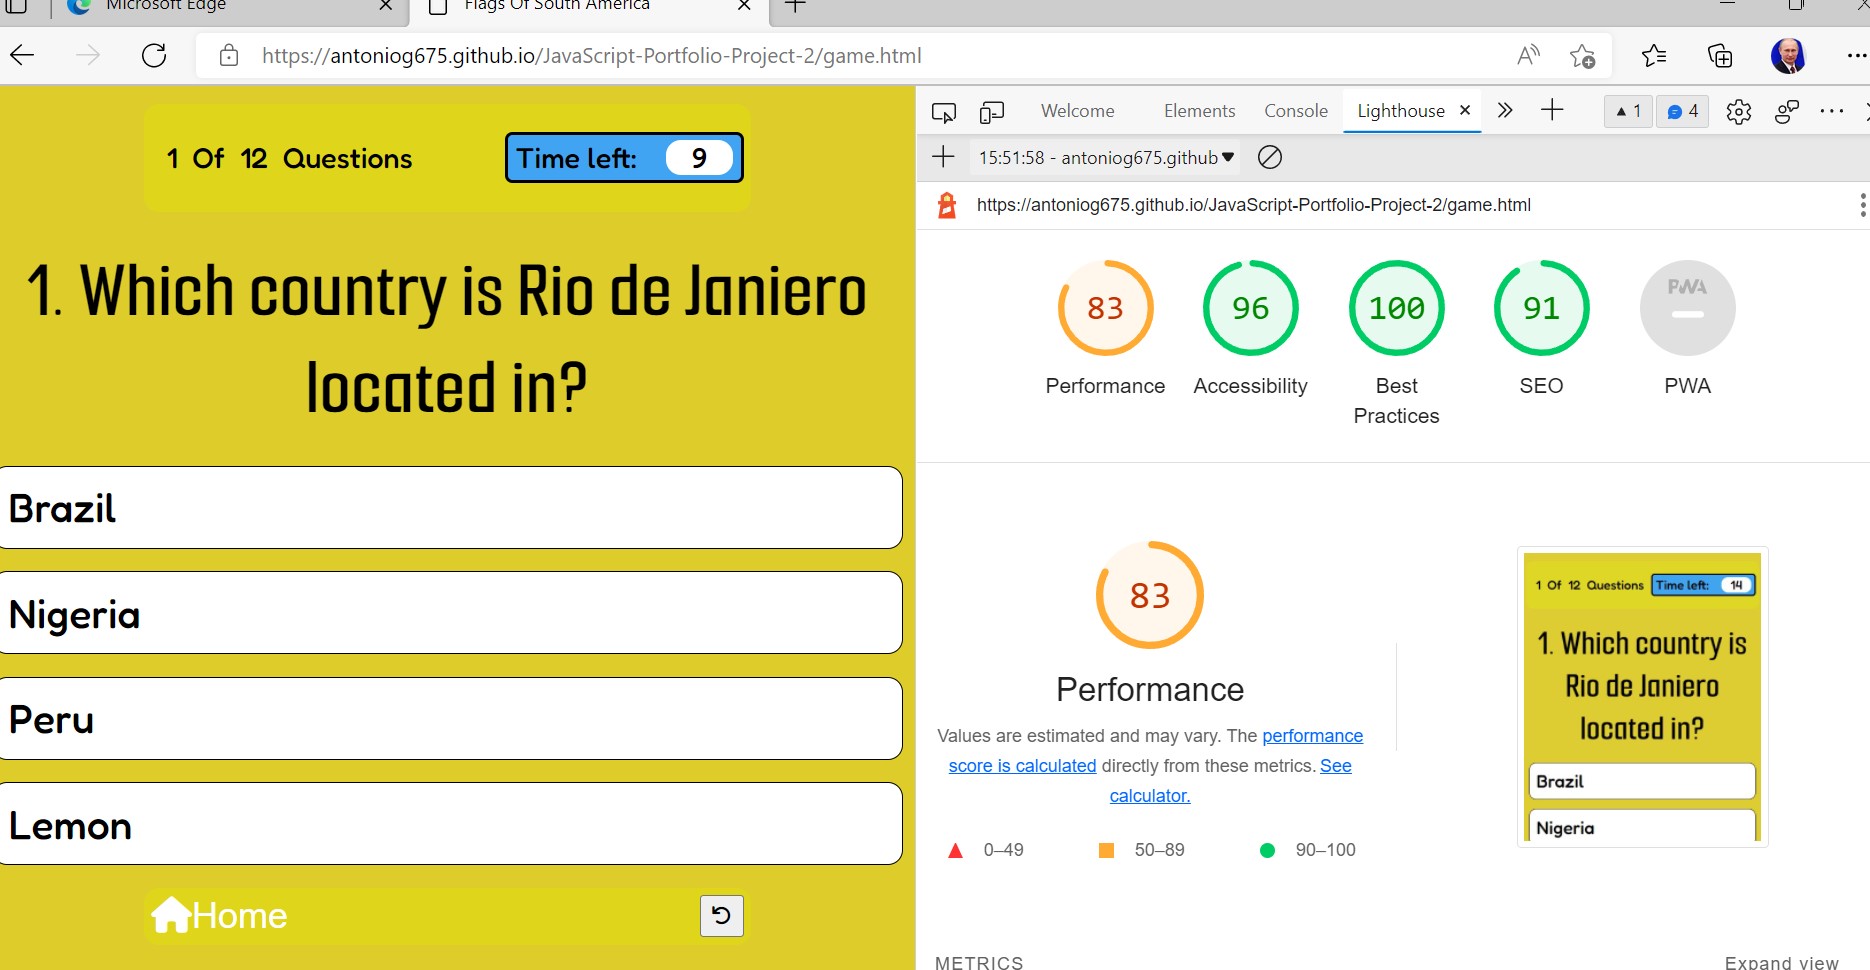 Microsoft Edge
Flags Of South America
https://antoniog675.github.io/JavaScript-Portfolio-Project-2/game.html
1 Of 12 Questions
Time left: 9
1. Which country is Rio de Janiero
located in?
Brazil
Nigeria
Peru
Lemon
Home
Welcome
Elements
Console
Lighthouse
1
4
15:51:58 - antoniog675.github
https://antoniog675.github.io/JavaScript-Portfolio-Project-2/game.html
83
96
100
91
PWA
Performance
Accessibility
Best
Practices
SEO
PWA
83
Performance
Values are estimated and may vary. The performance
score is calculated directly from these metrics. See
calculator.
0–49
50–89
90–100
1 Of 12 Questions
Time left: 14
1. Which country is
Rio de Janiero
located in?
Brazil
Nigeria
METRICS
Expand view